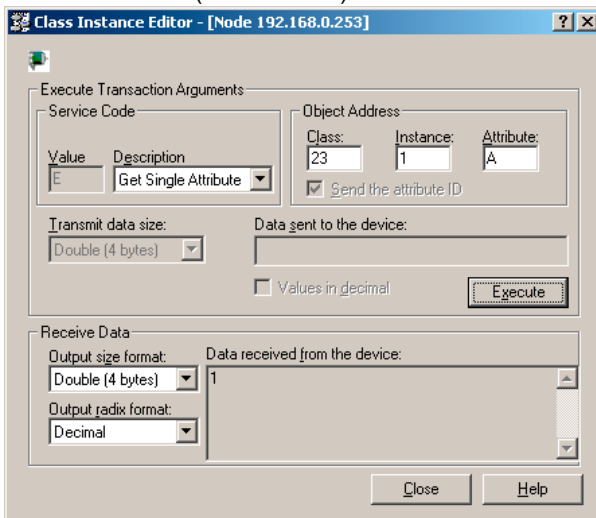 Class Instance Editor - [Node 192.168.0.253]
Execute Transaction Arguments
Service Code
Object Address
Value Description
E Get Single Attribute
Class: Instance: Attribute:
23 1 A
Send the attribute ID
Transmit data size: Data sent to the device:
Double (4 bytes)
Values in decimal
Execute
Receive Data
Output size format: Data received from the device:
Double (4 bytes) 1
Output radix format:
Decimal
Close Help